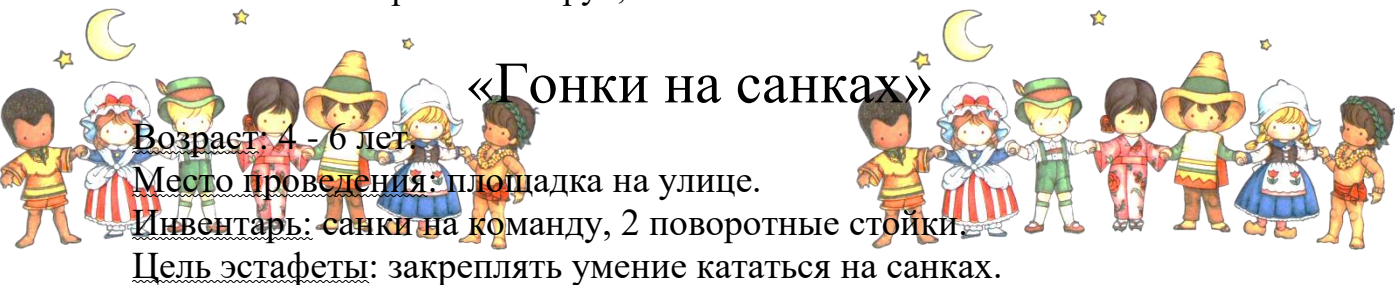 «Гонки на санках»
Возраст: 4 - 6 лет.
Место проведения: площадка на улице.
Инвентарь: санки на команду, 2 поворотные стойки.
Цель эстафеты: закреплять умение кататься на санках.